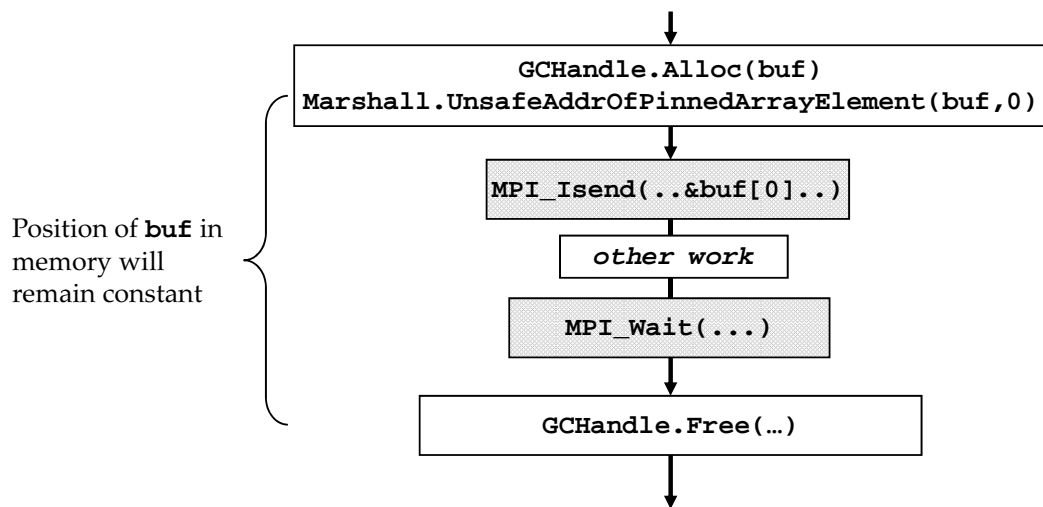 GCHandle.Alloc(buf)
Marshall.UnsafeAddrOfPinnedArrayElement(buf,0)
MPI_Isend(..&buf[0]..)
Position of buf in
memory will
remain constant
other work
MPI_Wait(...)
GCHandle.Free(…)